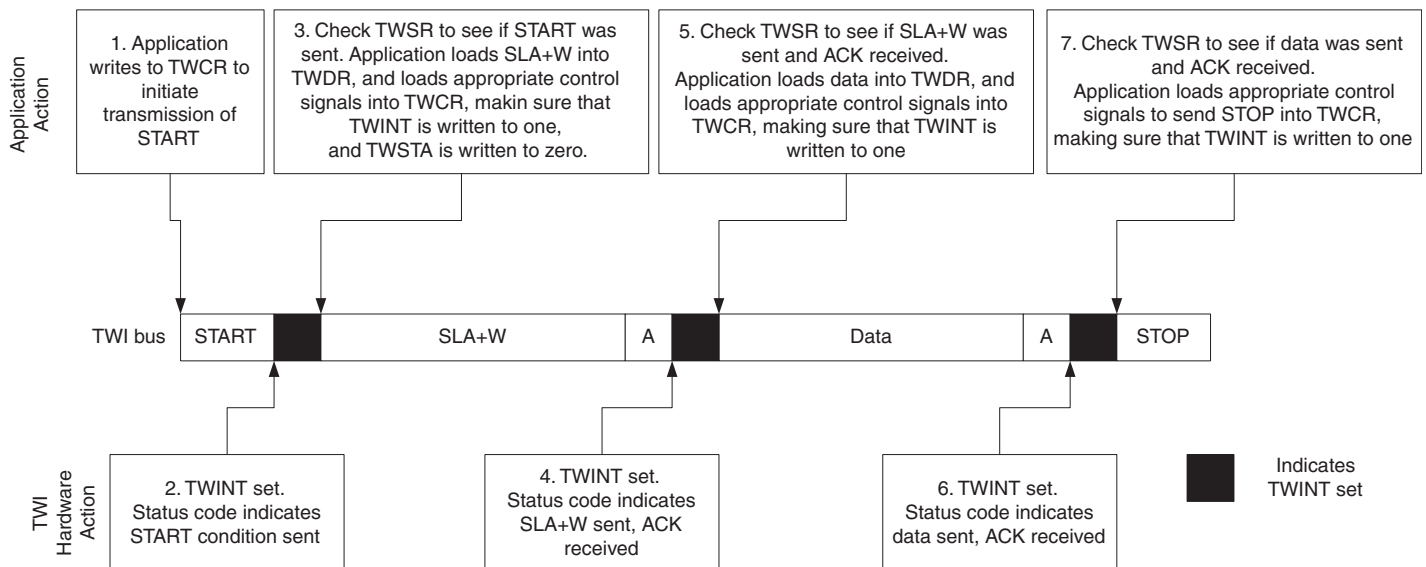 Application
Action
1. Application
writes to TWCR to
initiate
transmission of
START
3. Check TWSR to see if START was
sent. Application loads SLA+W into
TWDR, and loads appropriate control
signals into TWCR, makin sure that
TWINT is written to one,
and TWSTA is written to zero.
5. Check TWSR to see if SLA+W was
sent and ACK received.
Application loads data into TWDR, and
loads appropriate control signals into
TWCR, making sure that TWINT is
written to one
7. Check TWSR to see if data was sent
and ACK received.
Application loads appropriate control
signals to send STOP into TWCR,
making sure that TWINT is written to one
TWI bus
START
SLA+W
A
Data
A
STOP
TWI
Hardware
Action
2. TWINT set.
Status code indicates
START condition sent
4. TWINT set.
Status code indicates
SLA+W sent, ACK
received
6. TWINT set.
Status code indicates
data sent, ACK received
Indicates
TWINT set